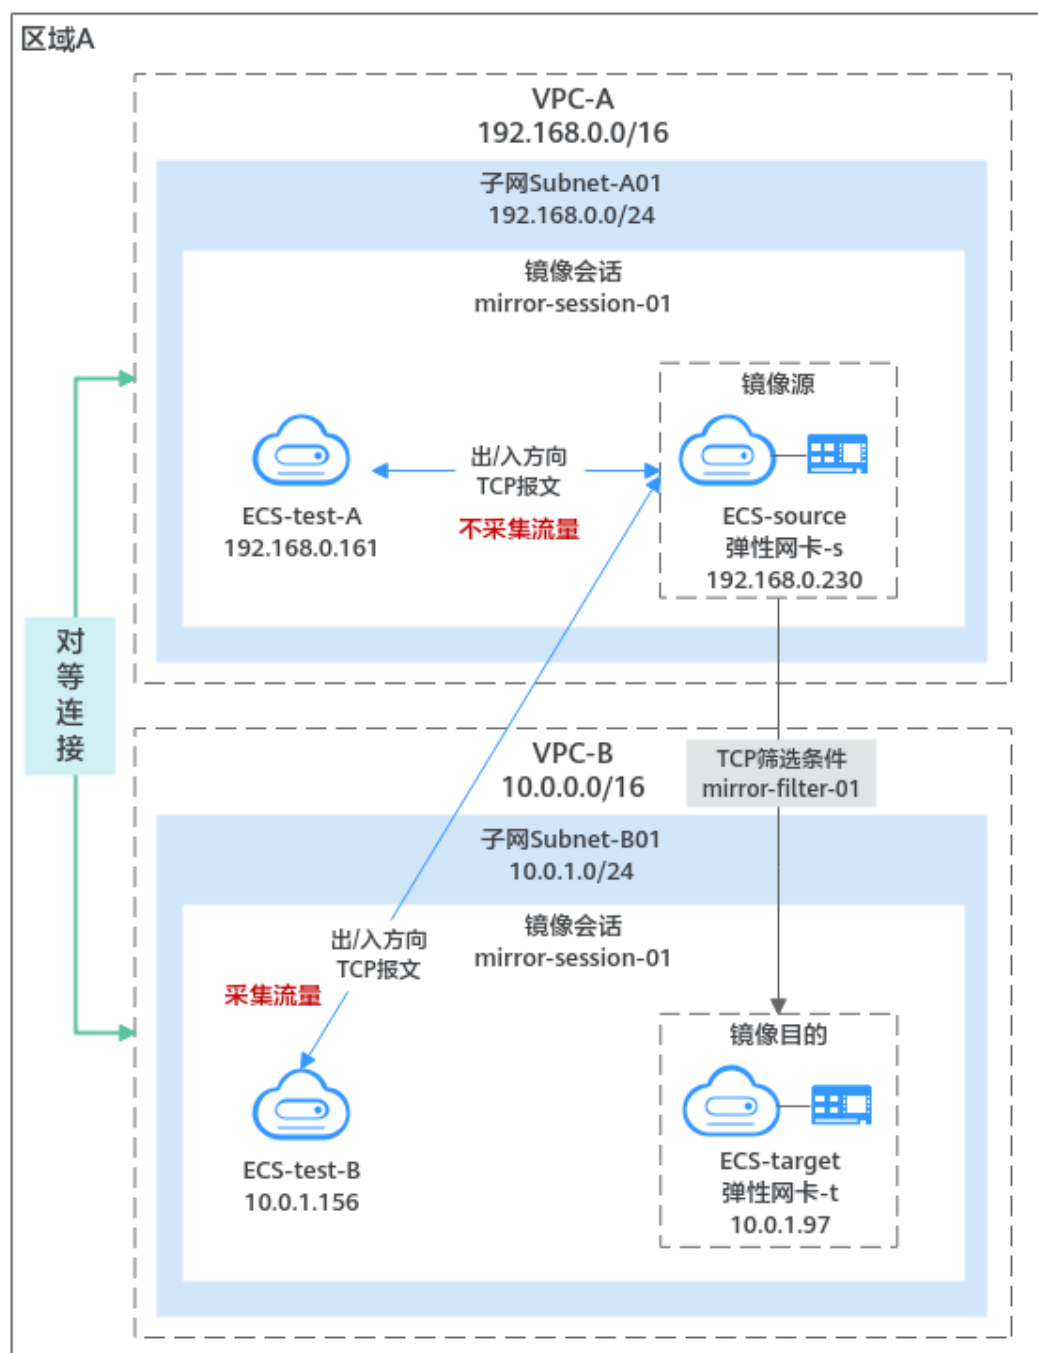 区域A
VPC-A
192.168.0.0/16
子网Subnet-A01
192.168.0.0/24
镜像会话
mirror-session-01
镜像源
出/入方向
TCP报文
不采集流量
ECS-test-A
192.168.0.161
ECS-source
弹性网卡-s
192.168.0.230
对
等
连
接
VPC-B
10.0.0.0/16
TCP筛选条件
mirror-filter-01
子网Subnet-B01
10.0.1.0/24
镜像会话
mirror-session-01
出/入方向
TCP报文
采集流量
镜像目的
ECS-test-B
10.0.1.156
ECS-target
弹性网卡-t
10.0.1.97